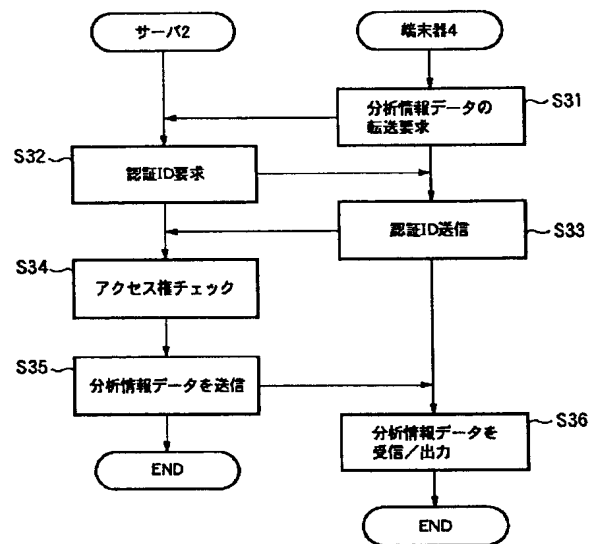 サーバ2
端末器4
分析情報データの
転送要求
S31
S32
認証ID要求
認証ID送信
S33
S34
アクセス権チェック
S35
分析情報データを送信
分析情報データを
受信/出力
S36
END
END